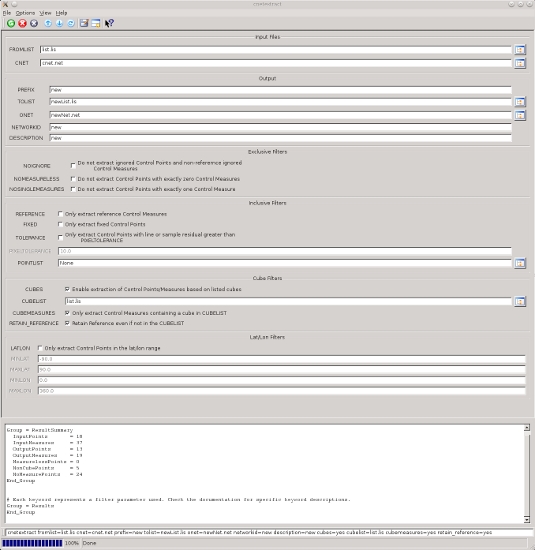 cnetextract
File Options View Help
Input Files
FROMLIST list.lis
CNET cnet.net
Output
PREFIX new
TOLIST newList.lis
ONET newNet.net
NETWORKID new
DESCRIPTION new
Exclusive Filters
NOIGNORE Do not extract ignored Control Points and non-reference ignored
Control Measures
NOMEASURELESS Do not extract Control Points with exactly zero Control Measures
NOSINGLEMEASURES Do not extract Control Points with exactly one Control Measure
Inclusive Filters
REFERENCE Only extract reference Control Measures
FIXED Only extract fixed Control Points
TOLERANCE Only extract Control Points with line or sample residual greater than
PIXELTOLERANCE
PIXELTOLERANCE
POINTLIST None
Cube Filters
CUBES Enable extraction of Control Points/Measures based on listed cubes
CUBELIST list.lis
CUBEMEASURES Only extract Control Measures containing a cube in CUBELIST
RETAIN_REFERENCE Retain Reference even if not in the CUBELIST
Lat/Lon Filters
LATLON Only extract Control Points in the lat/lon range
MINLAT -90.0
MAXLAT 90.0
MINLON 0.0
MAXLON 360.0
Group = ResultSummary
InputPoints = 18
InputMeasures = 37
OutputPoints = 13
OutputMeasures = 19
MeasurelessPoints = 0
NonCubePoints = 5
NoMeasurePoints = 24
End_Group
# Each keyword represents a filter parameter used. Check the documentation for specific keyword descriptions.
Group = Results
End_Group
cnetextract fromlist=list.lis cnet=cnet.net prefix=new tolist=newList.lis onet=newNet.net networkid=new description=new cubes=yes cubelist=list.lis cubemeasures=yes retain_reference=yes
100% Done